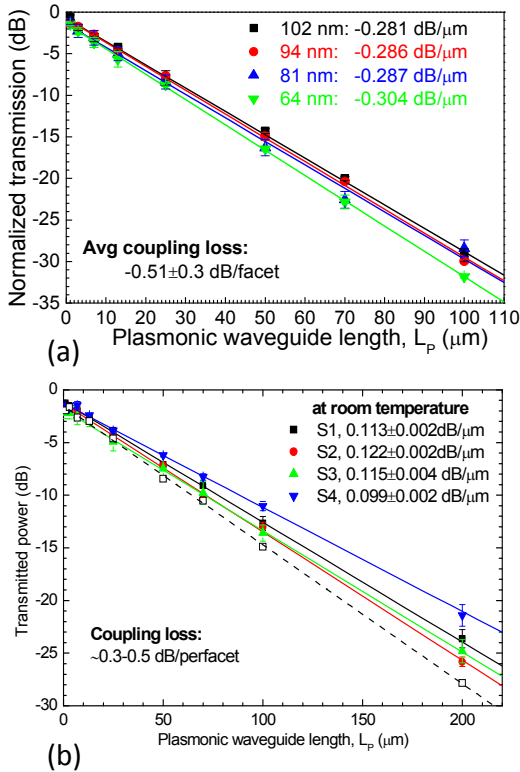 0
-5
-10
-15
-20
-25
-30
-35
Normalized transmission (dB)
102 nm: -0.281 dB/μm
94 nm: -0.286 dB/μm
81 nm: -0.287 dB/μm
64 nm: -0.304 dB/μm
Avg coupling loss:
-0.51±0.3 dB/facet
0 10 20 30 40 50 60 70 80 90 100 110
Plasmonic waveguide length, L_P (μm)
(a)
0
-5
-10
-15
-20
-25
-30
Transmitted power (dB)
at room temperature
S1, 0.113±0.002dB/μm
S2, 0.122±0.002dB/μm
S3, 0.115±0.004 dB/μm
S4, 0.099±0.002 dB/μm
Coupling loss:
~0.3-0.5 dB/perfacet
0 50 100 150 200
Plasmonic waveguide length, L_P (μm)
(b)